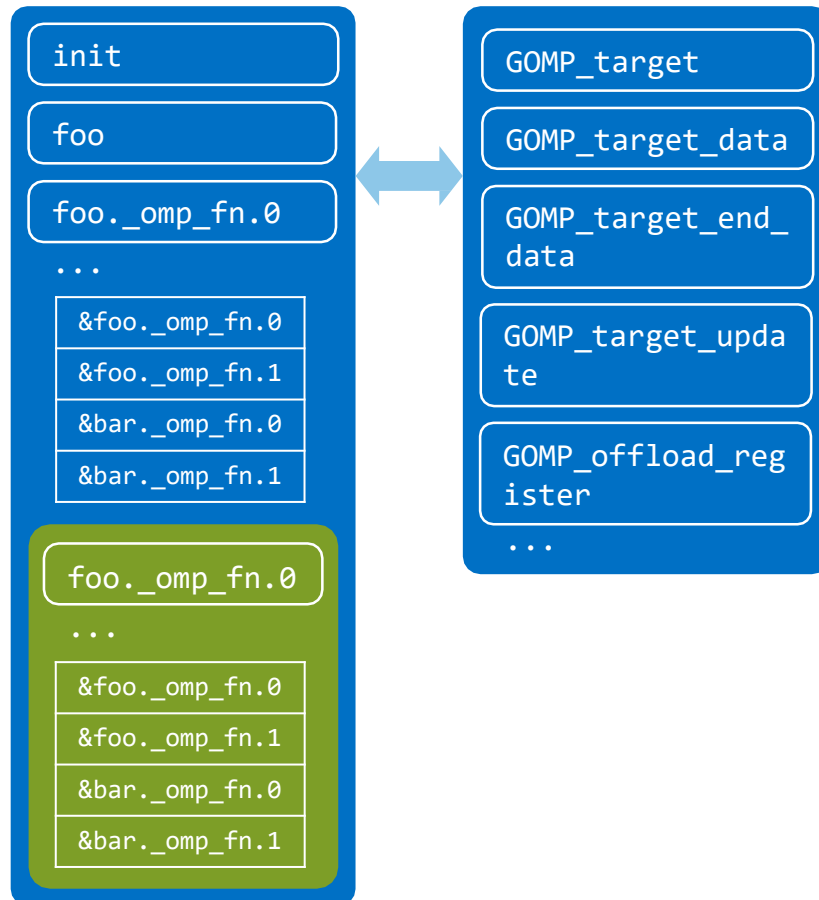 init
foo
foo._omp_fn.0
...
&foo._omp_fn.0
&foo._omp_fn.1
&bar._omp_fn.0
&bar._omp_fn.1
foo._omp_fn.0
...
&foo._omp_fn.0
&foo._omp_fn.1
&bar._omp_fn.0
&bar._omp_fn.1
GOMP_target
GOMP_target_data
GOMP_target_end_
data
GOMP_target_upda
te
GOMP_offload_reg
ister
...